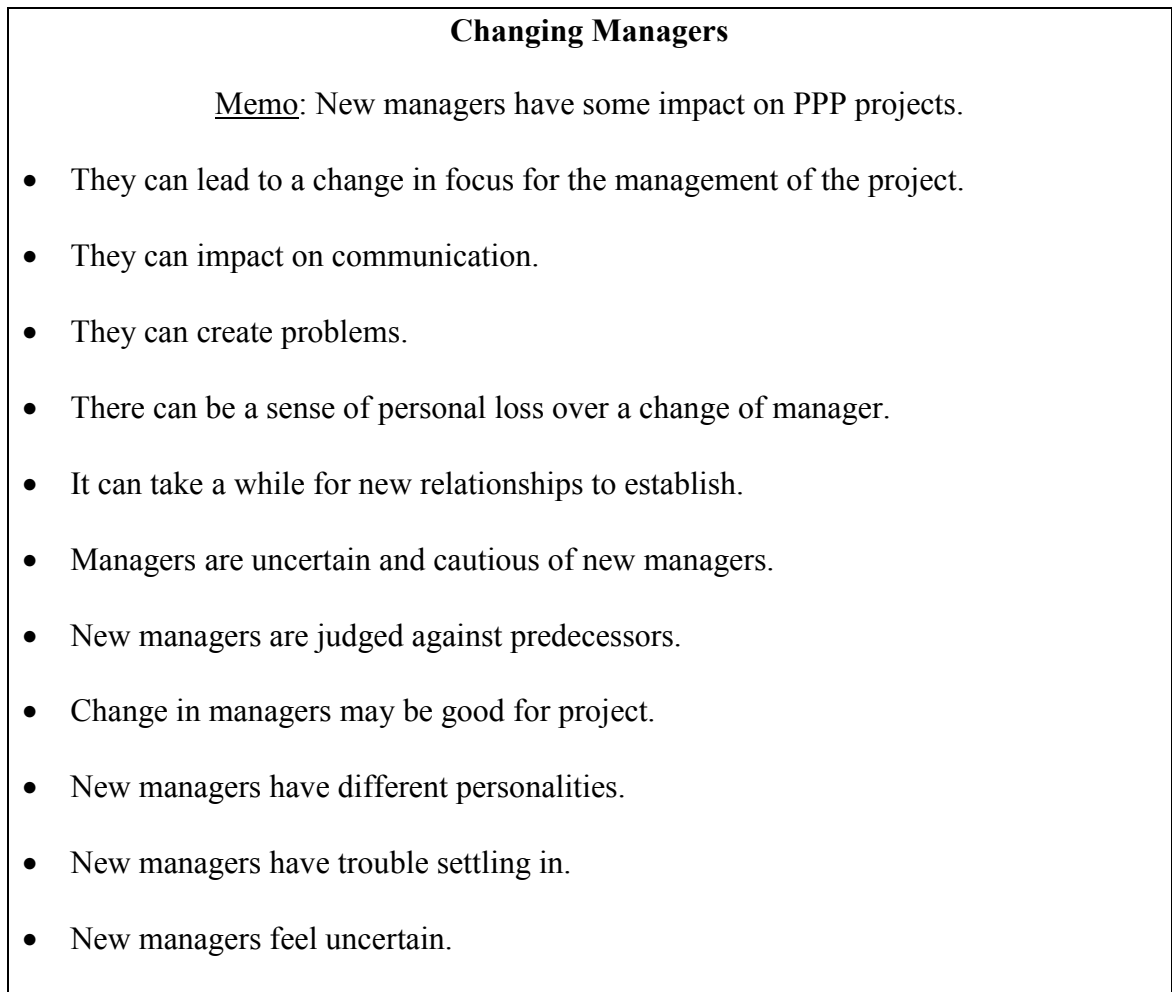 Changing Managers
Memo: New managers have some impact on PPP projects.
• They can lead to a change in focus for the management of the project.
• They can impact on communication.
• They can create problems.
• There can be a sense of personal loss over a change of manager.
• It can take a while for new relationships to establish.
• Managers are uncertain and cautious of new managers.
• New managers are judged against predecessors.
• Change in managers may be good for project.
• New managers have different personalities.
• New managers have trouble settling in.
• New managers feel uncertain.